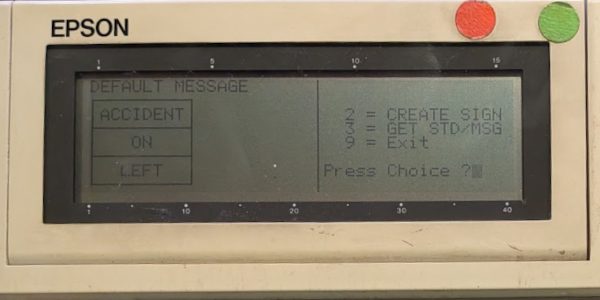 EPSON
1 5 10 15
DEFAULT MESSAGE
ACCIDENT
ON
LEFT
2 = CREATE SIGN
3 = GET STD/MSG
9 = Exit
Press Choice ?
1 10 20 30 40